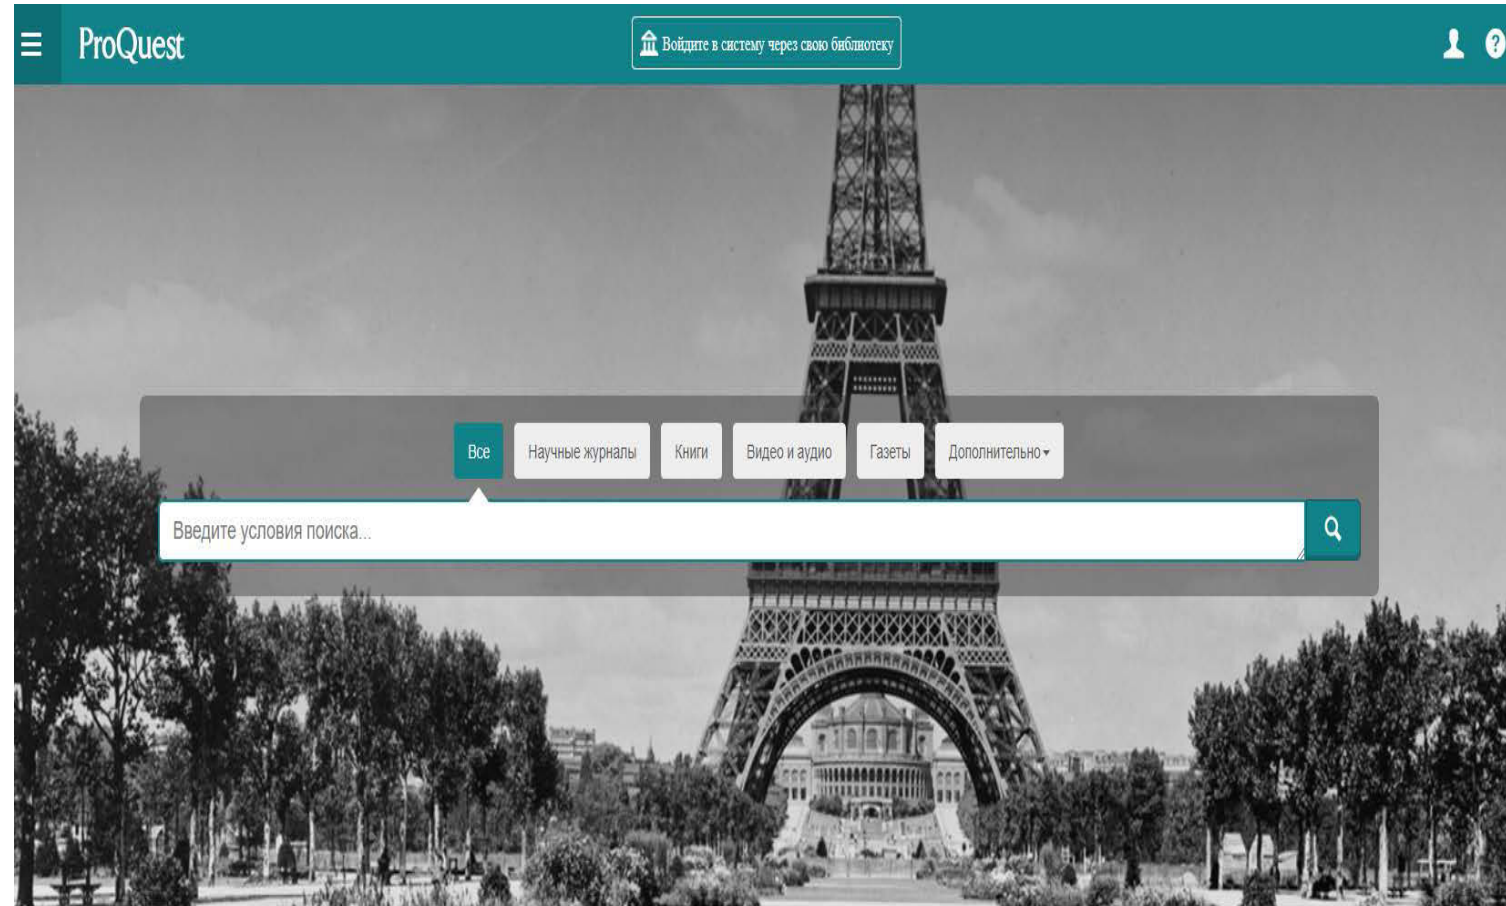 ProQuest
Войдите в систему через свою библиотеку
Все
Научные журналы
Книги
Видео и аудио
Газеты
Дополнительно
Введите условия поиска...